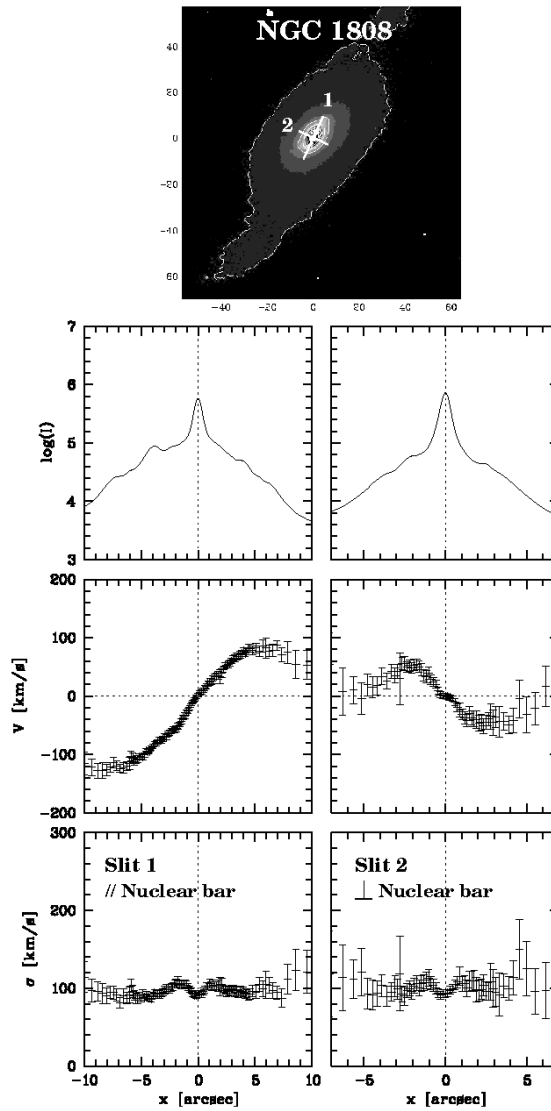 NGC 1808
40
20
0
−20
−40
60
1
2
−40 −20 0 20 40 60
7
6
5
4
3
log(I)
200
100
0
−100
−200
V [km/s]
300
200
100
0
σ [km/s]
Slit 1
// Nuclear bar
Slit 2
⊥ Nuclear bar
−10 −5 0 5 10
−5 0 5
x [arcsec]
x [arcsec]